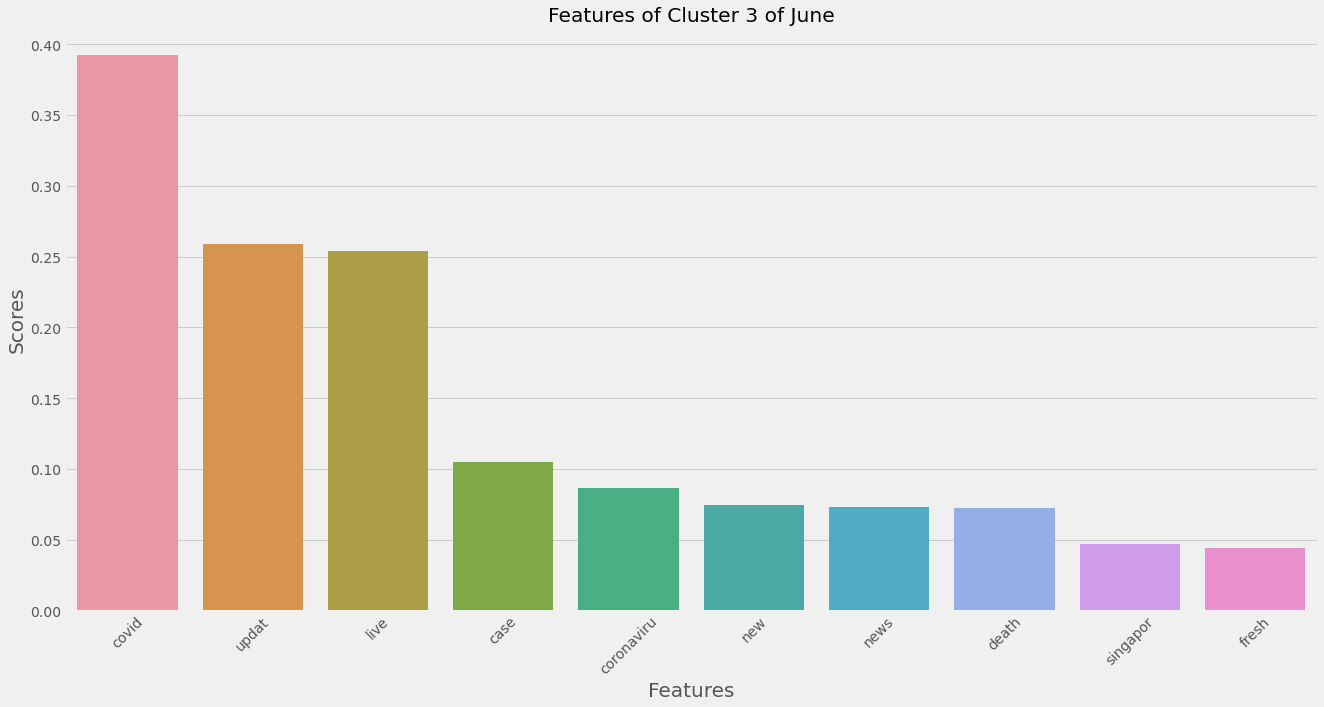 Features of Cluster 3 of June
0.40
0.35
0.30
0.25
0.20
0.15
0.10
0.05
0.00
Scores
covid
updat
live
case
coronaviru
new
news
death
singapor
fresh
Features